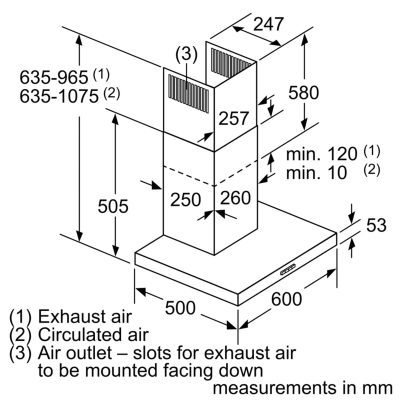 247
(3)
635-965 (1)
635-1075 (2)
580
257
min. 120 (1)
min. 10 (2)
250
260
505
53
500
600
(1) Exhaust air
(2) Circulated air
(3) Air outlet – slots for exhaust air
to be mounted facing down
measurements in mm